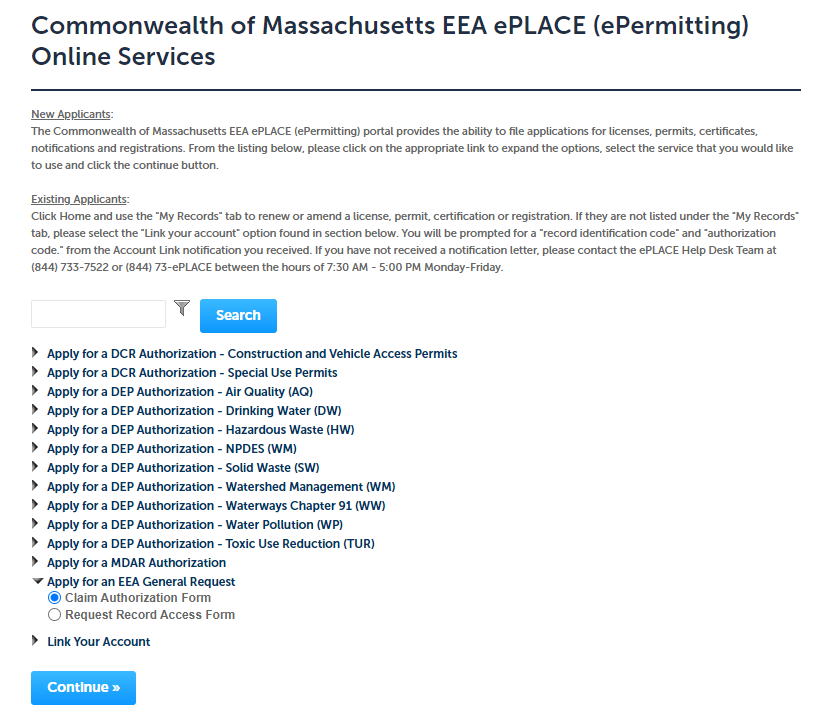 Commonwealth of Massachusetts EEA ePLACE (ePermitting)
Online Services
New Applicants:
The Commonwealth of Massachusetts EEA ePLACE (ePermitting) portal provides the ability to file applications for licenses, permits, certificates,
notifications and registrations. From the listing below, please click on the appropriate link to expand the options, select the service that you would like
to use and click the continue button.
Existing Applicants:
Click Home and use the "My Records" tab to renew or amend a license, permit, certification or registration. If they are not listed under the "My Records"
tab, please select the "Link your account" option found in section below. You will be prompted for a "record identification code" and "authorization
code." from the Account Link notification you received. If you have not received a notification letter, please contact the ePLACE Help Desk Team at
(844) 733-7522 or (844) 73-ePLACE between the hours of 7:30 AM - 5:00 PM Monday-Friday.
Search
Apply for a DCR Authorization - Construction and Vehicle Access Permits
Apply for a DCR Authorization - Special Use Permits
Apply for a DEP Authorization - Air Quality (AQ)
Apply for a DEP Authorization - Drinking Water (DW)
Apply for a DEP Authorization - Hazardous Waste (HW)
Apply for a DEP Authorization - NPDES (WM)
Apply for a DEP Authorization - Solid Waste (SW)
Apply for a DEP Authorization - Watershed Management (WM)
Apply for a DEP Authorization - Waterways Chapter 91 (WW)
Apply for a DEP Authorization - Water Pollution (WP)
Apply for a DEP Authorization - Toxic Use Reduction (TUR)
Apply for a MDAR Authorization
Apply for an EEA General Request
Claim Authorization Form
Request Record Access Form
Link Your Account
Continue »